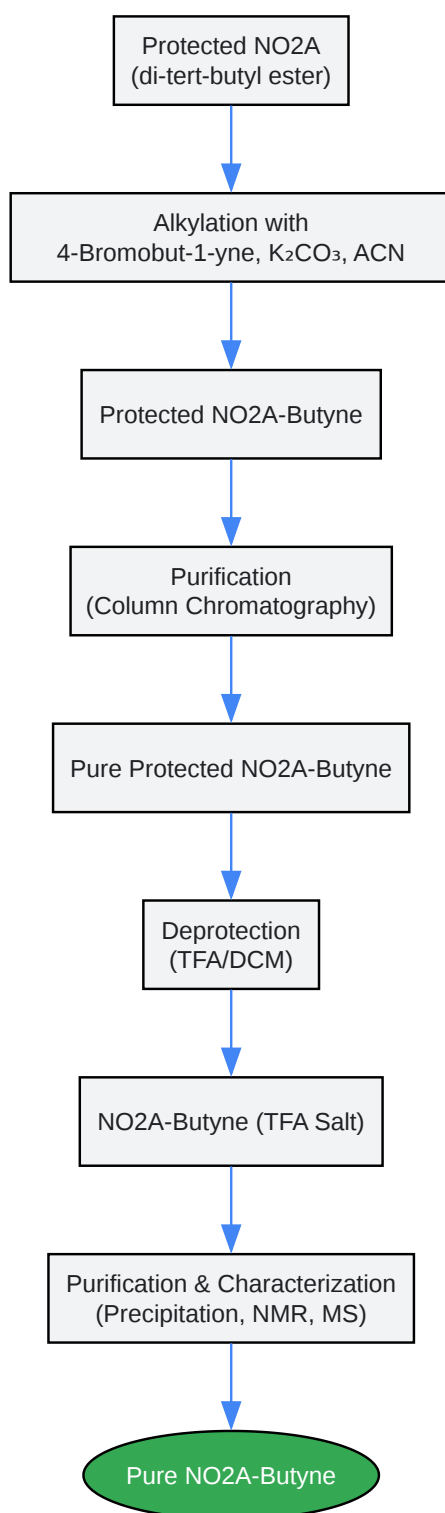 Protected NO2A
(di-tert-butyl ester)
Alkylation with
4-Bromobut-1-yne, K₂CO₃, ACN
Protected NO2A-Butyne
Purification
(Column Chromatography)
Pure Protected NO2A-Butyne
Deprotection
(TFA/DCM)
NO2A-Butyne (TFA Salt)
Purification & Characterization
(Precipitation, NMR, MS)
Pure NO2A-Butyne